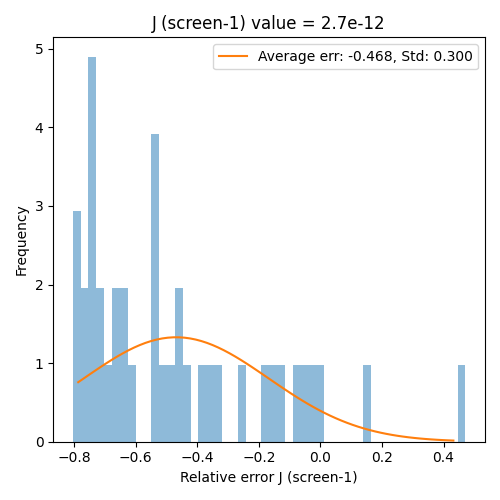 J (screen-1) value = 2.7e-12
Average err: -0.468, Std: 0.300
5
4
3
2
1
0
Frequency
−0.8 −0.6 −0.4 −0.2 0.0 0.2 0.4
Relative error J (screen-1)